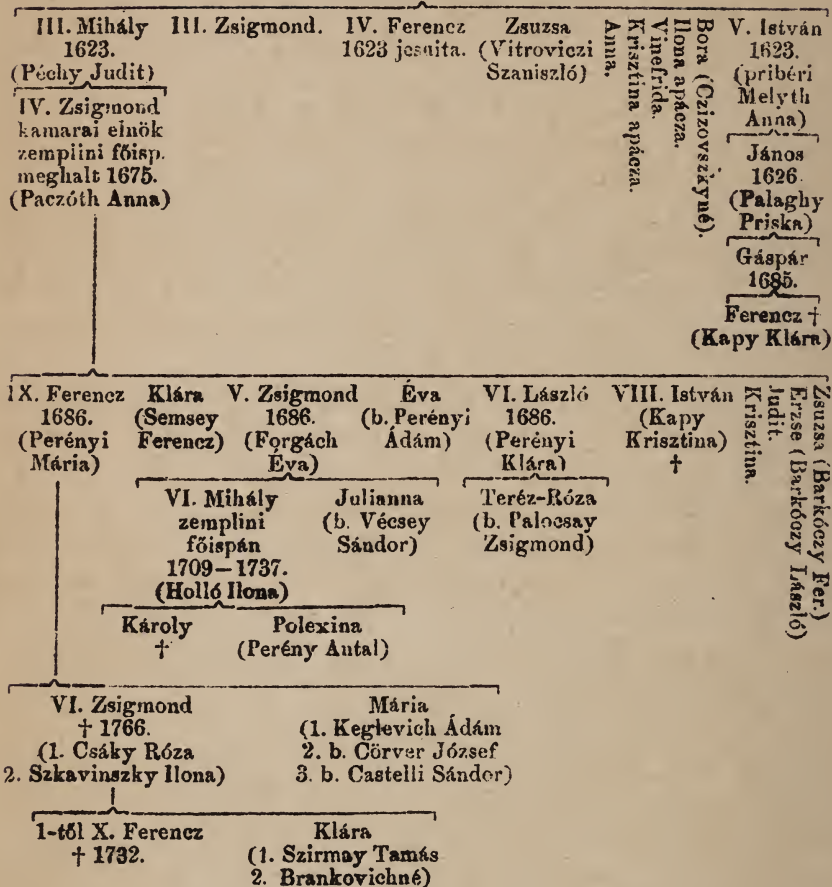 III. Mihály
1623.
(Péchy Judit)
III. Zsigmond.
IV. Ferencz
1623 jesuita.
Zsuzsa
(Vitroviczi
Szaniszló)
Bora (Czizovszkyné).
Ilona apácza.
Vinefrida.
Krisztina apácza.
Anna.
V. István
1623.
(pribéri
Melyth
Anna)
IV. Zsigmond
kamarai elnök
zemplini főisp.
meghalt 1675.
(Paczóth Anna)
János
1626
(Palaghy
Priska)
Gáspár
1685.
Ferencz †
(Kapy Klára)
IX. Ferencz
1686.
(Perényi
Mária)
Klára
(Semsey
Ferencz)
V. Zsigmond
1686.
(Forgách
Éva)
Éva
(b. Perényi
Ádám)
VI. László
1686.
(Perényi
Klára)
VIII. István
(Kapy
Krisztina)
†
Zsuzsa (Barkóczy Fer.)
Erzse (Barkóczy László)
Judit.
Krisztina.
VI. Mihály
zemplini
főispán
1709–1737.
(Holló Ilona)
Julianna
(b. Vécsey
Sándor)
Teréz-Róza
(b. Palocsay
Zsigmond)
Károly
†
Polexina
(Perény Antal)
VI. Zsigmond
† 1766.
(1. Csáky Róza
2. Szkavinszky Ilona)
Mária
(1. Keglevich Ádám
2. b. Cörver József
3. b. Castelli Sándor)
1-től X. Ferencz
† 1732.
Klára
(1. Szirmay Tamás
2. Brankovichné)